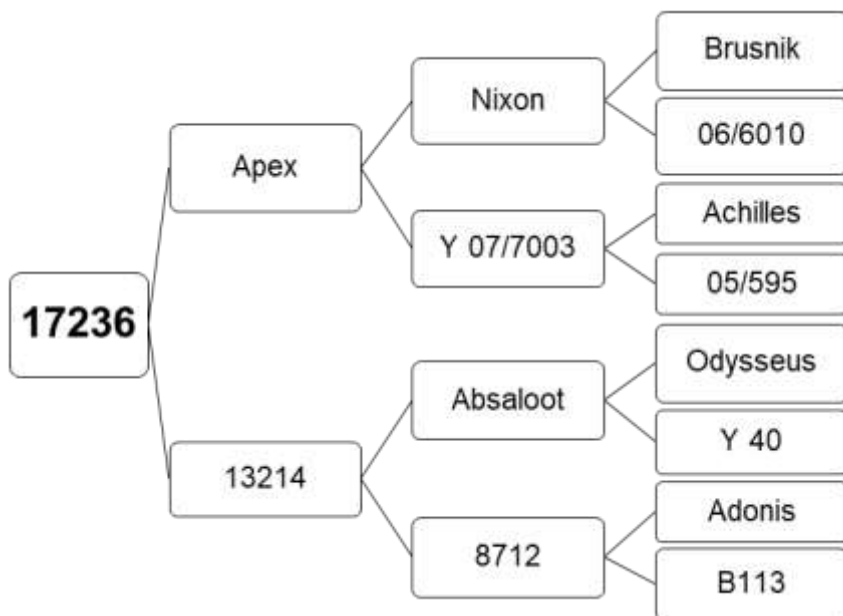 Brusnik
Nixon
06/6010
Apex
Achilles
Y 07/7003
05/595
17236
Odysseus
Absaloot
Y 40
13214
Adonis
8712
B113